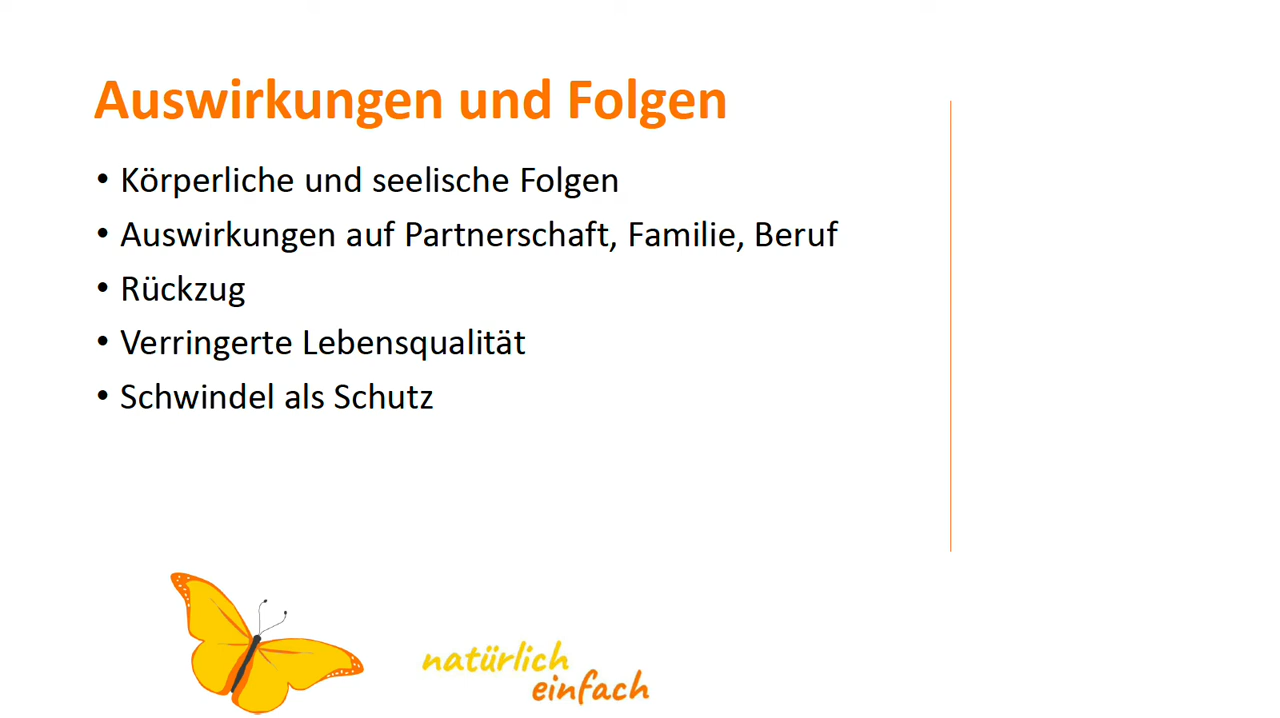 Auswirkungen und Folgen
• Körperliche und seelische Folgen
• Auswirkungen auf Partnerschaft, Familie, Beruf
• Rückzug
• Verringerte Lebensqualität
• Schwindel als Schutz
natürlich
einfach